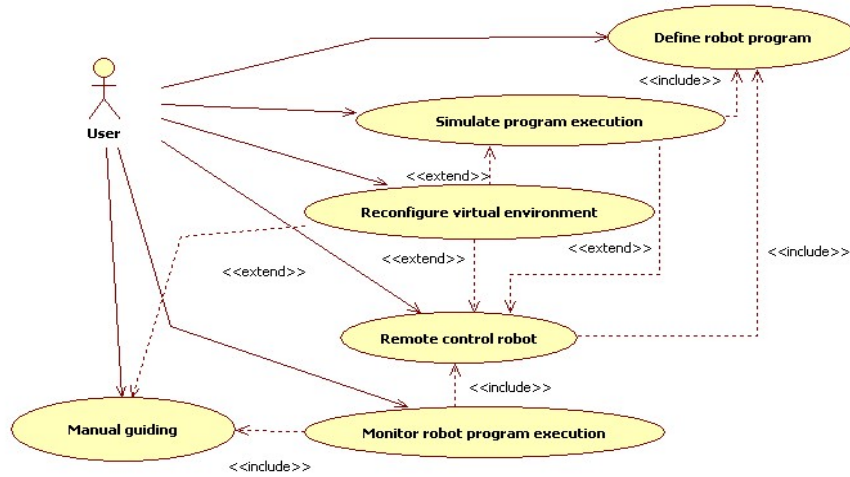 Define robot program
<<include>>
Simulate program execution
User
<<extend>>
Reconfigure virtual environment
<<extend>>
<<extend>>
<<include>>
<<extend>>
Remote control robot
<<include>>
Manual guiding
Monitor robot program execution
<<include>>